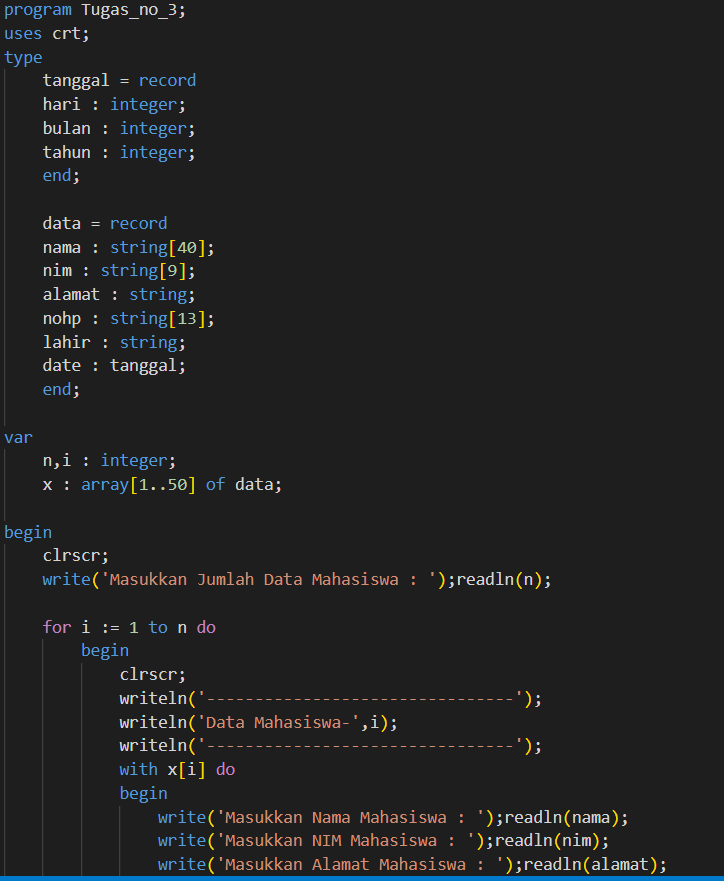 program Tugas_no_3;
uses crt;
type
    tanggal = record
    hari : integer;
    bulan : integer;
    tahun : integer;
    end;

    data = record
    nama : string[40];
    nim : string[9];
    alamat : string;
    nohp : string[13];
    lahir : string;
    date : tanggal;
    end;

var
    n,i : integer;
    x : array[1..50] of data;

begin
    clrscr;
    write('Masukkan Jumlah Data Mahasiswa : ');readln(n);

    for i := 1 to n do
        begin
            clrscr;
            writeln('--------------------------------');
            writeln('Data Mahasiswa-',i);
            writeln('--------------------------------');
            with x[i] do
            begin
                write('Masukkan Nama Mahasiswa : ');readln(nama);
                write('Masukkan NIM Mahasiswa : ');readln(nim);
                write('Masukkan Alamat Mahasiswa : ');readln(alamat);